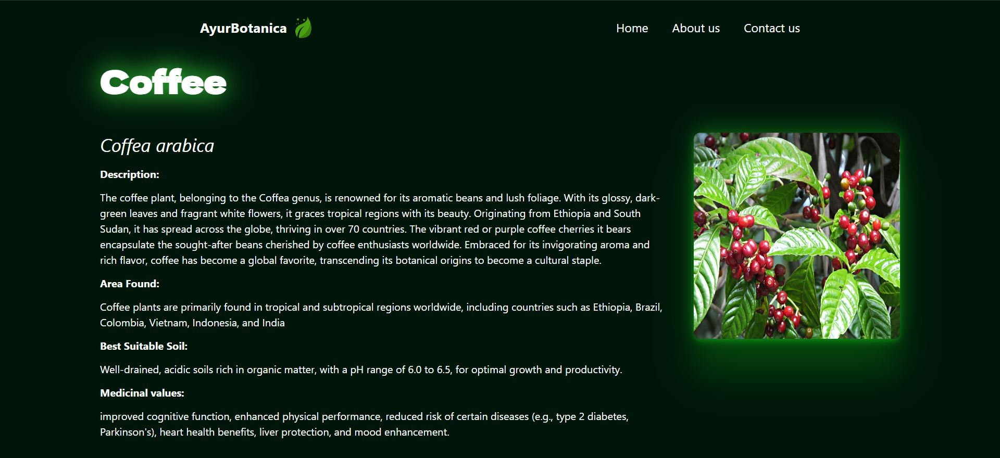 AyurBotanica
Home
About us
Contact us
Coffee
Coffea arabica
Description:
The coffee plant, belonging to the Coffea genus, is renowned for its aromatic beans and lush foliage. With its glossy, dark-
green leaves and fragrant white flowers, it graces tropical regions with its beauty. Originating from Ethiopia and South
Sudan, it has spread across the globe, thriving in over 70 countries. The vibrant red or purple coffee cherries it bears
encapsulate the sought-after beans cherished by coffee enthusiasts worldwide. Embraced for its invigorating aroma and
rich flavor, coffee has become a global favorite, transcending its botanical origins to become a cultural staple.
Area Found:
Coffee plants are primarily found in tropical and subtropical regions worldwide, including countries such as Ethiopia, Brazil,
Colombia, Vietnam, Indonesia, and India
Best Suitable Soil:
Well-drained, acidic soils rich in organic matter, with a pH range of 6.0 to 6.5, for optimal growth and productivity.
Medicinal values:
improved cognitive function, enhanced physical performance, reduced risk of certain diseases (e.g., type 2 diabetes,
Parkinson's), heart health benefits, liver protection, and mood enhancement.